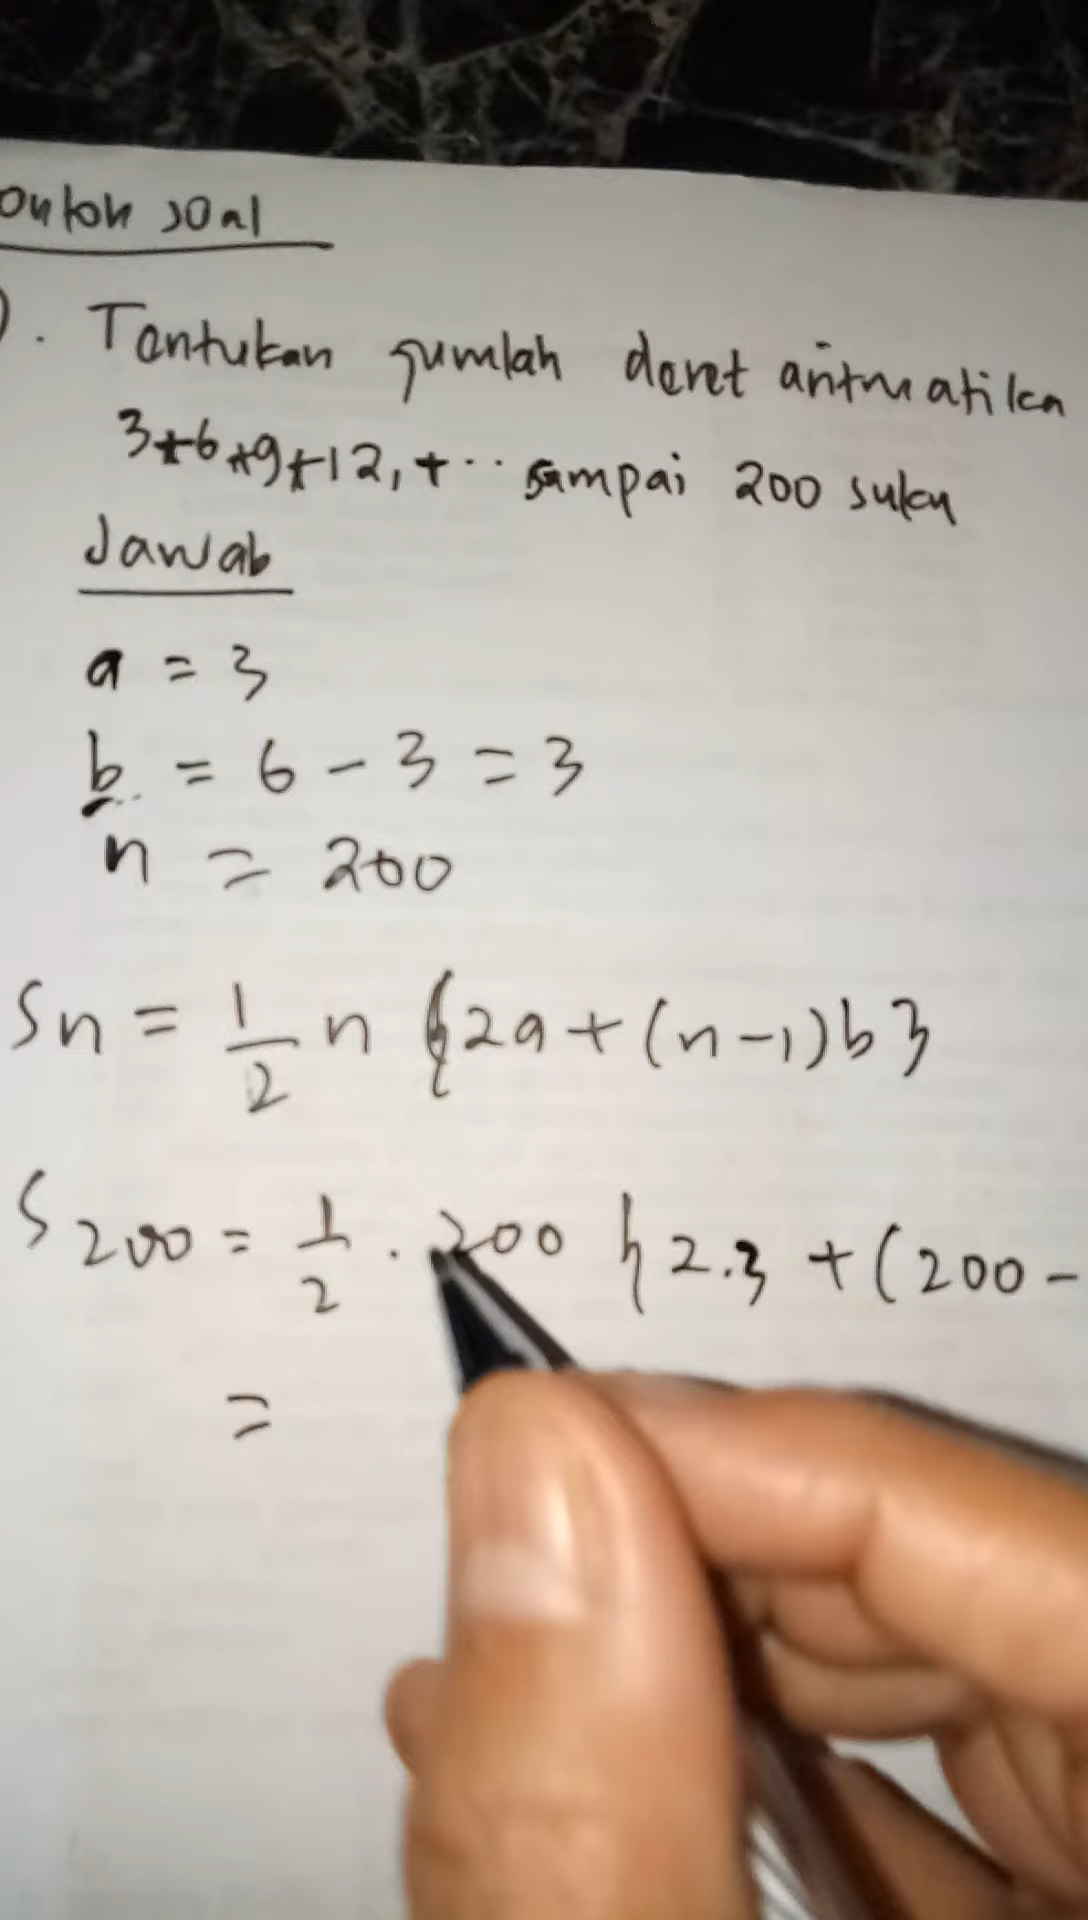 ontoh soal
). Tentukan jumlah deret aritmatika
3+6+9+12,+.. sampai 200 suku
Jawab
a = 3
b = 6 - 3 = 3
n = 200
Sn = 1/2 n {2a + (n-1)b}
S200 = 1/2 . 200 {2.3 + (200 -
=